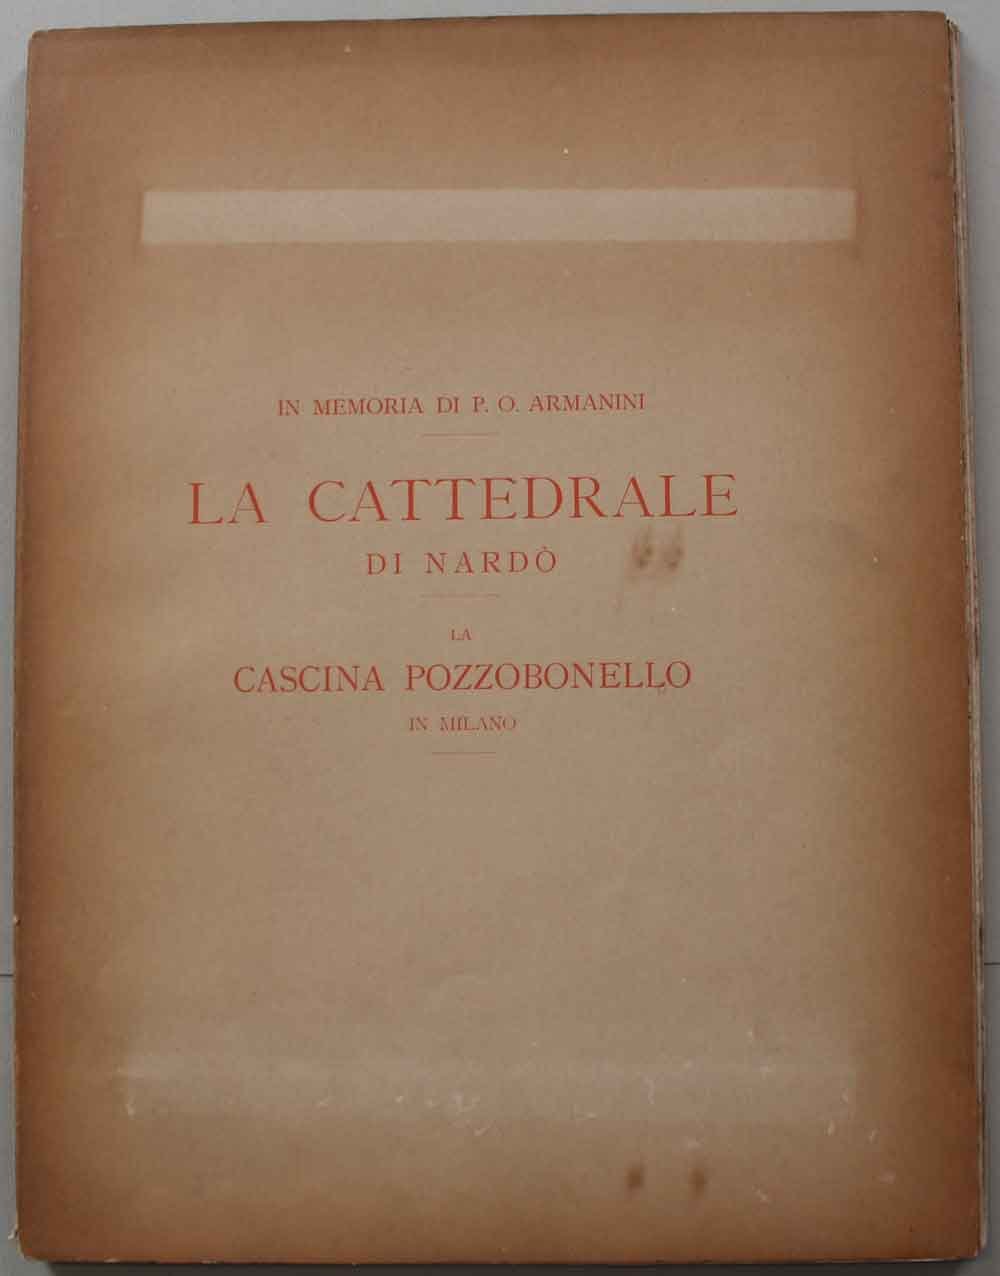 IN MEMORIA DI P. O. ARMANINI
LA CATTEDRALE
DI NARDÒ
LA
CASCINA POZZOBONELLO
IN MILANO